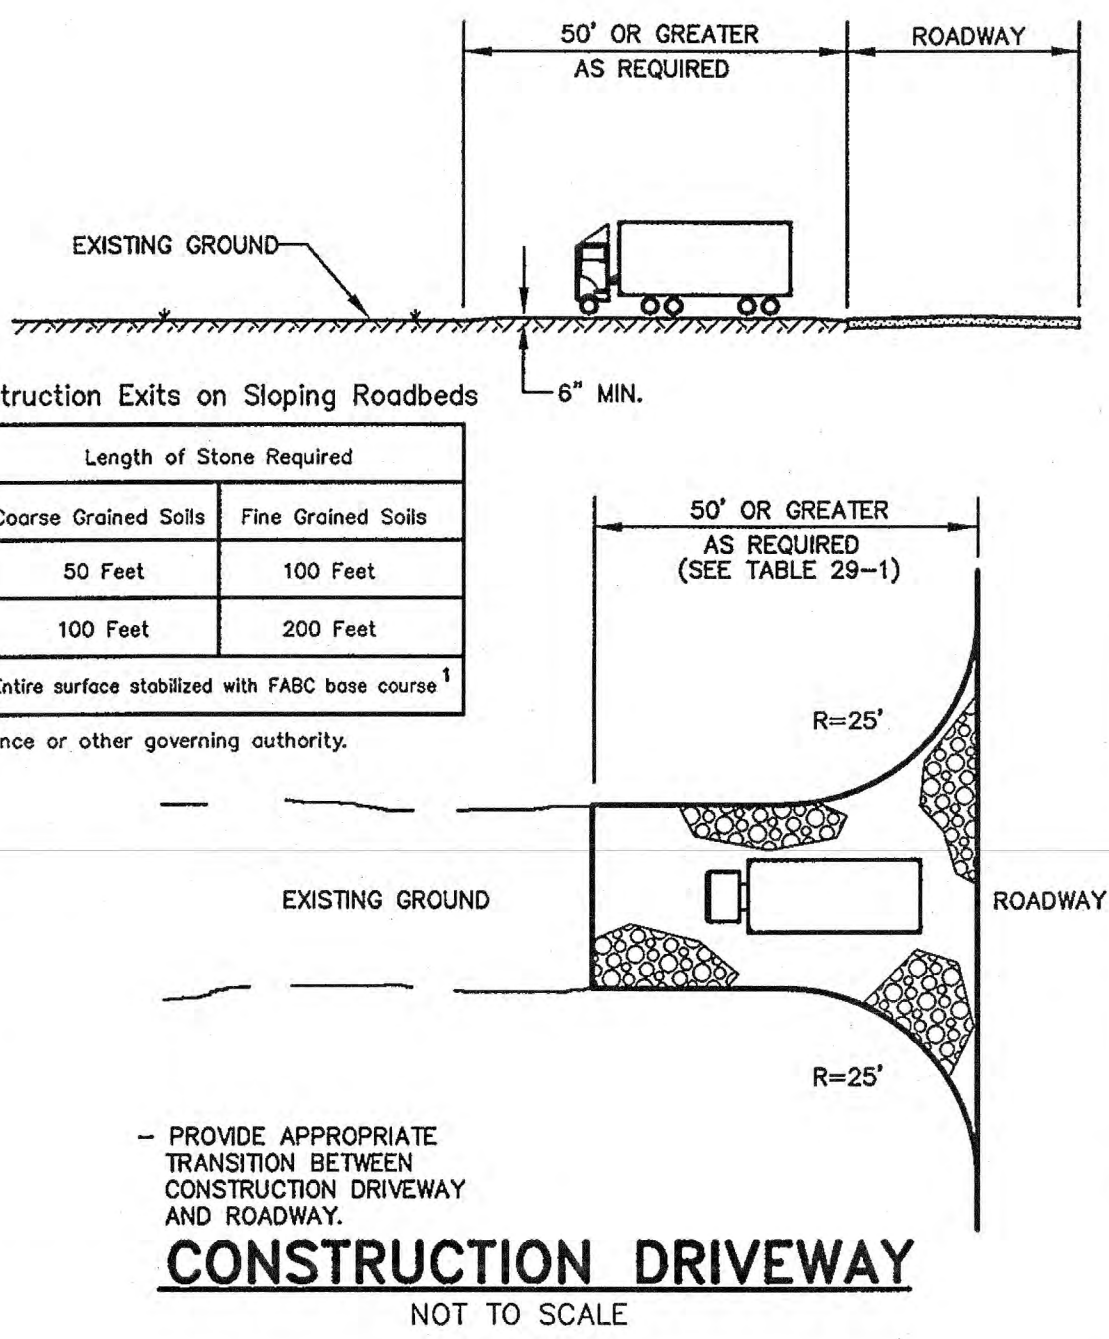 50' OR GREATER
AS REQUIRED
ROADWAY
EXISTING GROUND
6" MIN.
truction Exits on Sloping Roadbeds
Length of Stone Required
Coarse Grained Soils
Fine Grained Soils
50 Feet
100 Feet
100 Feet
200 Feet
Entire surface stabilized with FABC base course 1
nce or other governing authority.
50' OR GREATER
AS REQUIRED
(SEE TABLE 29-1)
R=25'
EXISTING GROUND
ROADWAY
R=25'
- PROVIDE APPROPRIATE
TRANSITION BETWEEN
CONSTRUCTION DRIVEWAY
AND ROADWAY.
CONSTRUCTION DRIVEWAY
NOT TO SCALE